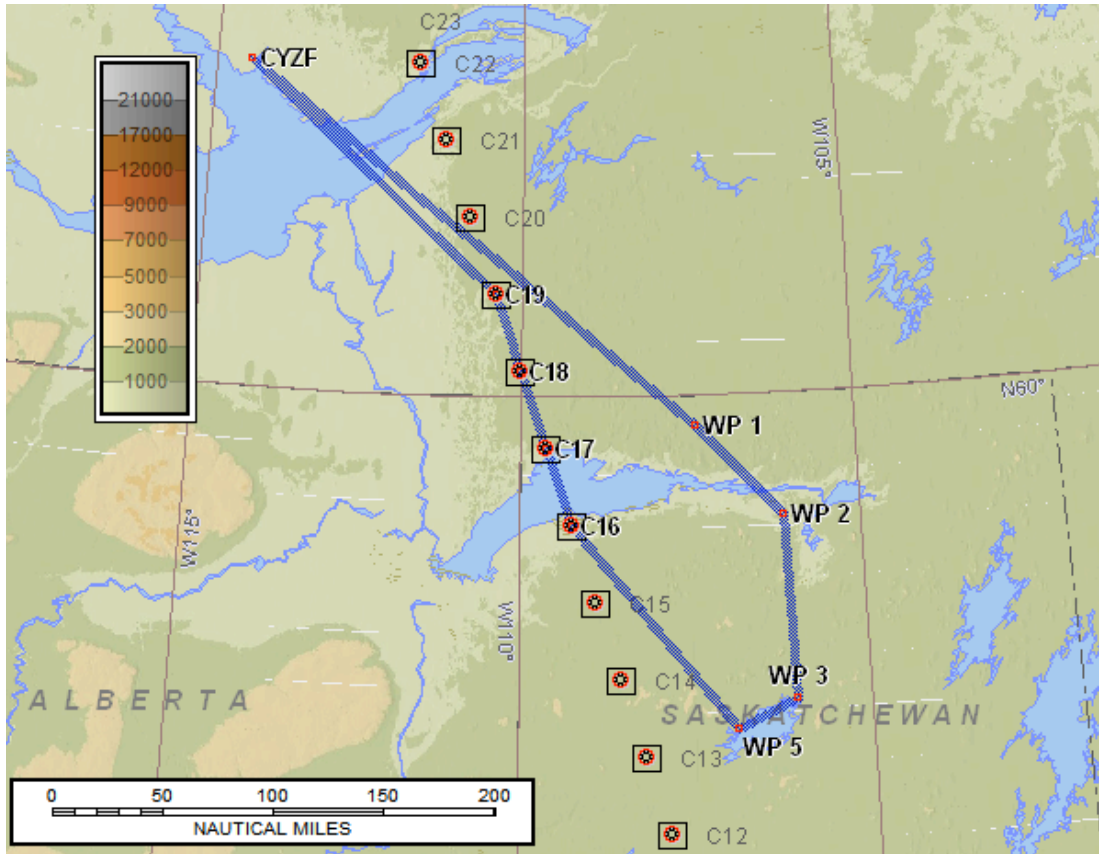 C23
CYZF
C22
21000
17000
12000
9000
7000
5000
3000
2000
1000
C21
W105°
C20
C19
C18
N60°
WP 1
C17
WP 2
C16
W115°
C15
W110°
C14
WP 3
ALBERTA
SASKATCHEWAN
WP 5
C13
0 50 100 150 200
NAUTICAL MILES
C12